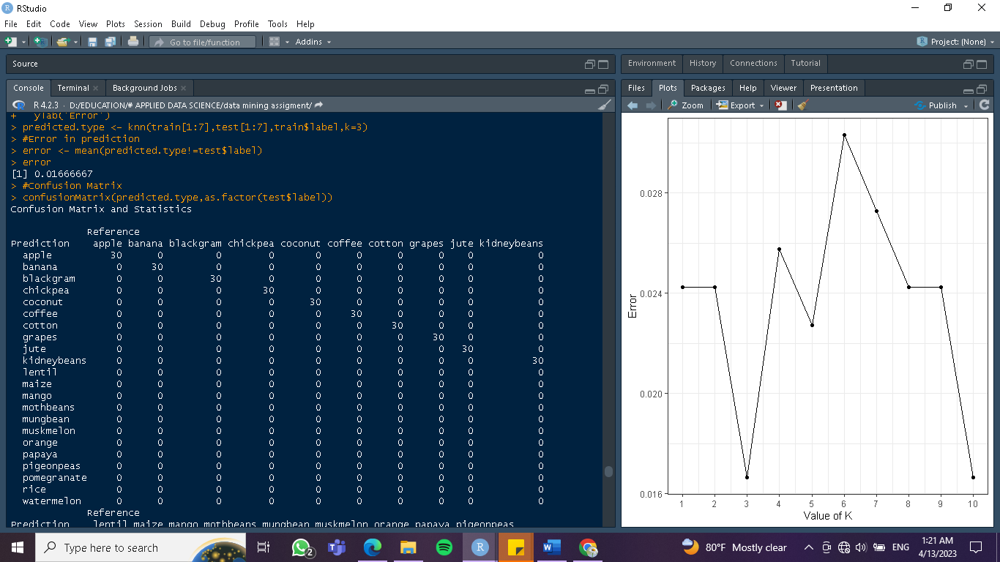 RStudio
File Edit Code View Plots Session Build Debug Profile Tools Help
Go to file/function Addins Project: (None)
Source
Console Terminal Background Jobs
R 4.2.3 · D:/EDUCATION/# APPLIED DATA SCIENCE/data mining assigment/
+ ylab('Error')
> predicted.type <- knn(train[1:7],test[1:7],train$label,k=3)
> #Error in prediction
> error <- mean(predicted.type!=test$label)
> error
[1] 0.01666667
> #Confusion Matrix
> confusionMatrix(predicted.type,as.factor(test$label))
Confusion Matrix and Statistics
Reference
Prediction apple banana blackgram chickpea coconut coffee cotton grapes jute kidneybeans
apple 30 0 0 0 0 0 0 0 0 0
banana 0 30 0 0 0 0 0 0 0 0
blackgram 0 0 30 0 0 0 0 0 0 0
chickpea 0 0 0 30 0 0 0 0 0 0
coconut 0 0 0 0 30 0 0 0 0 0
coffee 0 0 0 0 0 30 0 0 0 0
cotton 0 0 0 0 0 0 30 0 0 0
grapes 0 0 0 0 0 0 0 30 0 0
jute 0 0 0 0 0 0 0 0 30 0
kidneybeans 0 0 0 0 0 0 0 0 0 30
lentil 0 0 0 0 0 0 0 0 0 0
maize 0 0 0 0 0 0 0 0 0 0
mango 0 0 0 0 0 0 0 0 0 0
mothbeans 0 0 0 0 0 0 0 0 0 0
mungbean 0 0 0 0 0 0 0 0 0 0
muskmelon 0 0 0 0 0 0 0 0 0 0
orange 0 0 0 0 0 0 0 0 0 0
papaya 0 0 0 0 0 0 0 0 0 0
pigeonpeas 0 0 0 0 0 0 0 0 0 0
pomegranate 0 0 0 0 0 0 0 0 0 0
rice 0 0 0 0 0 0 0 0 0 0
watermelon 0 0 0 0 0 0 0 0 0 0
Reference
Prediction lentil maize mango mothbeans mungbean muskmelon orange papaya pigeonpeas
Environment History Connections Tutorial
Files Plots Packages Help Viewer Presentation
Zoom Export Publish
0.028
0.024
0.020
0.016
Error
1 2 3 4 5 6 7 8 9 10
Value of K
Type here to search
2
80°F Mostly clear
ENG
1:21 AM
4/13/2023